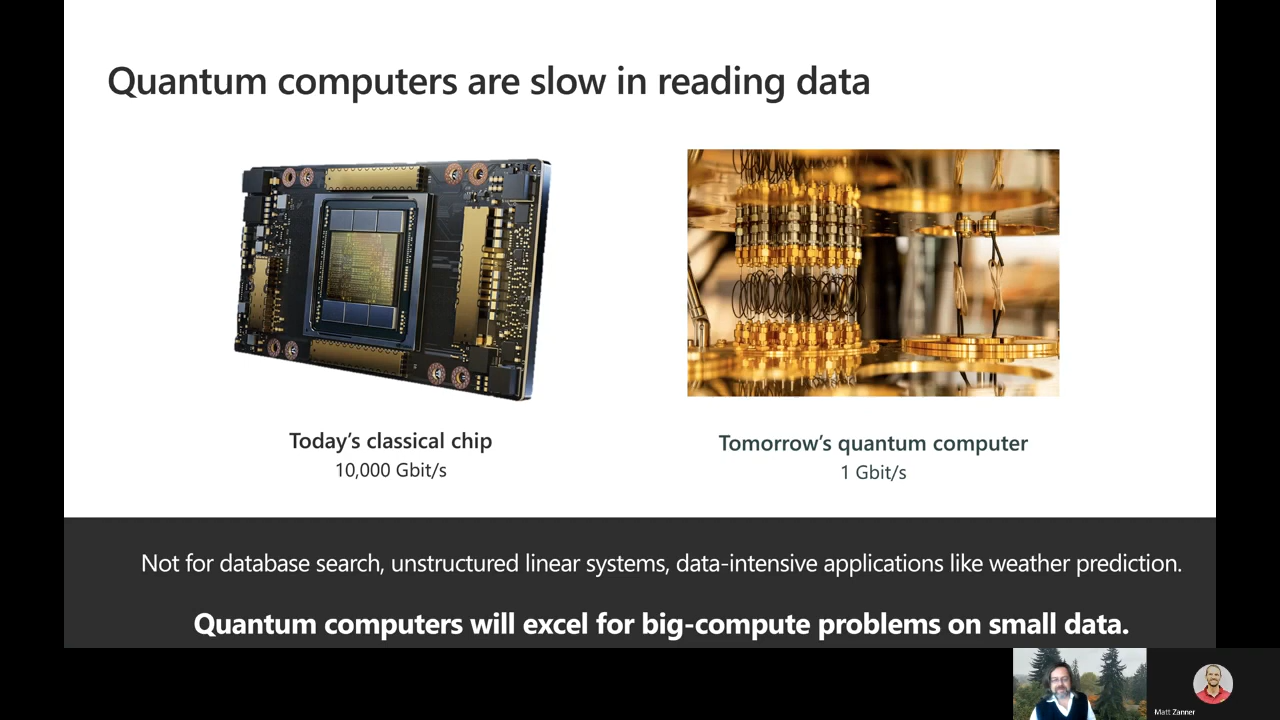 Quantum computers are slow in reading data
Today's classical chip
10,000 Gbit/s
Tomorrow's quantum computer
1 Gbit/s
Not for database search, unstructured linear systems, data-intensive applications like weather prediction.
Quantum computers will excel for big-compute problems on small data.
Matt Zanner